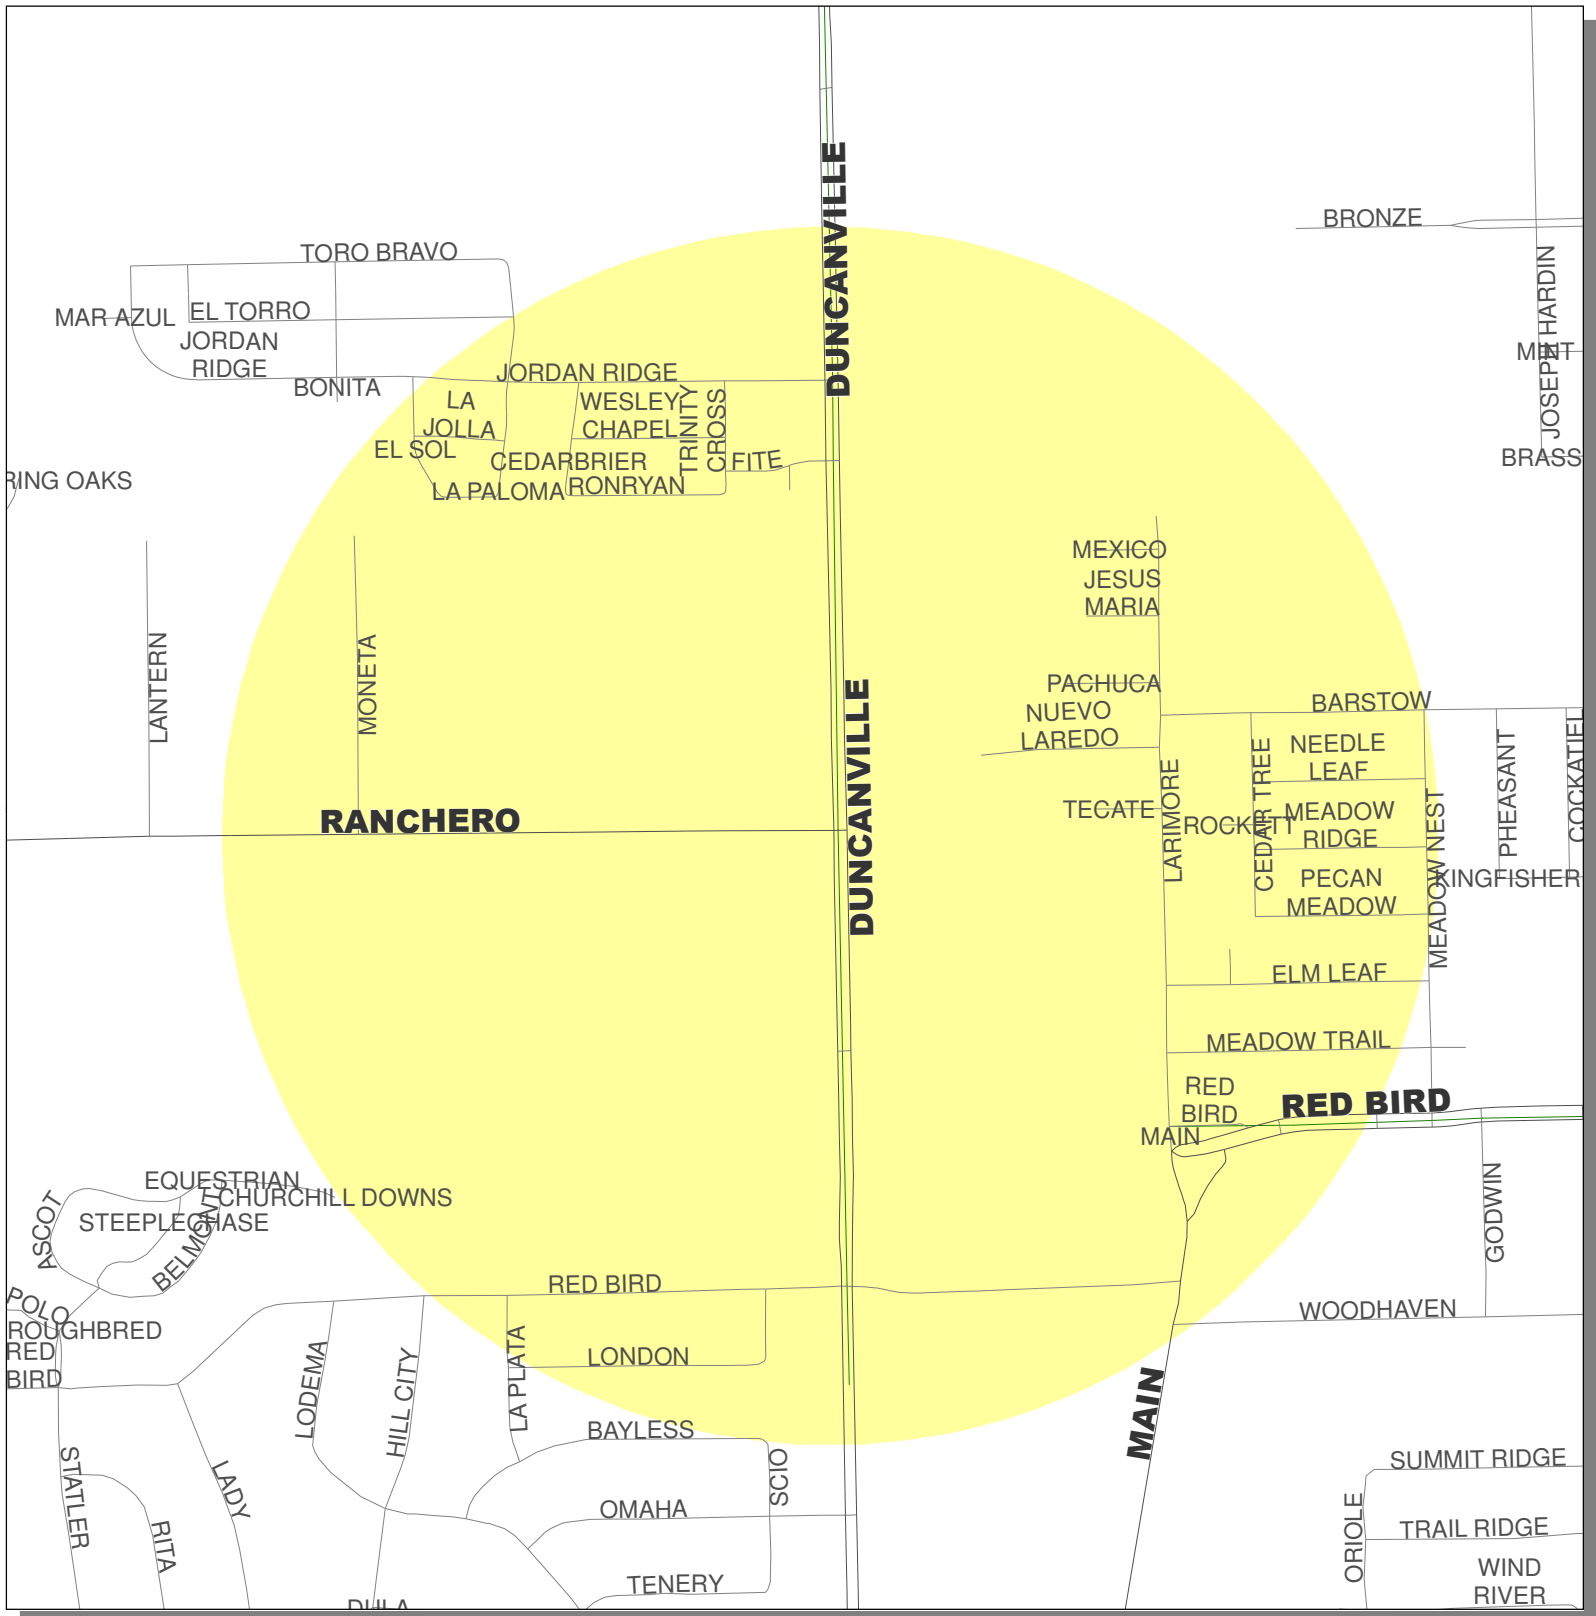 DUNCANVILLE
BRONZE
TORO BRAVO
JOSEPH HARDIN
MAR AZUL
EL TORRO
JORDAN
RIDGE
MINT
BONITA
JORDAN RIDGE
LA
JOLLA
WESLEY
CHAPEL
TRINITY
CROSS
EL SOL
CEDARBRIER
FITE
BRASS
RING OAKS
LA PALOMA
RONRYAN
MEXICO
JESUS
MARIA
LANTERN
MONETA
DUNCANVILLE
PACHUCA
NUEVO
LAREDO
BARSTOW
NEEDLE
LEAF
PHEASANT
COCKATIEL
LARIMORE
CEDAR TREE
TECATE
ROCKETT
MEADOW
RIDGE
MEADOW NEST
RANCHERO
PECAN
MEADOW
KINGFISHER
ELM LEAF
MEADOW TRAIL
RED
BIRD
RED BIRD
MAIN
EQUESTRIAN
CHURCHILL DOWNS
ASCOT
STEEPLECHASE
BELMONT
GODWIN
RED BIRD
POLO
ROUGHBRED
RED
BIRD
WOODHAVEN
LODEMA
HILL CITY
LA PLATA
LONDON
MAIN
BAYLESS
STATLER
LADY
SCIO
SUMMIT RIDGE
OMAHA
ORIOLE
TRAIL RIDGE
RITA
TENERY
WIND
RIVER